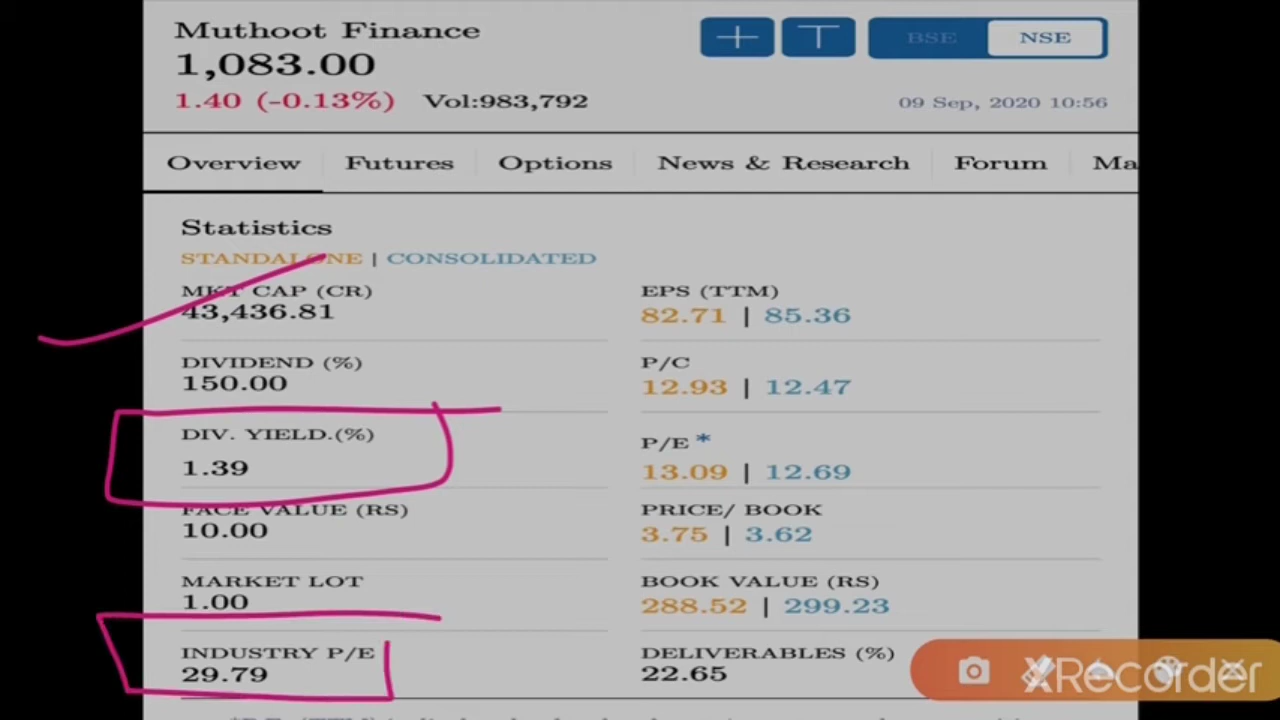 Muthoot Finance
1,083.00
1.40 (-0.13%) Vol:983,792
BSE NSE
09 Sep, 2020 10:56
Overview Futures Options News & Research Forum Ma
Statistics
STANDALONE | CONSOLIDATED
MKT CAP (CR)
43,436.81
EPS (TTM)
82.71 | 85.36
DIVIDEND (%)
150.00
P/C
12.93 | 12.47
DIV. YIELD.(%)
1.39
P/E *
13.09 | 12.69
FACE VALUE (RS)
10.00
PRICE/ BOOK
3.75 | 3.62
MARKET LOT
1.00
BOOK VALUE (RS)
288.52 | 299.23
INDUSTRY P/E
29.79
DELIVERABLES (%)
22.65
XRecorder